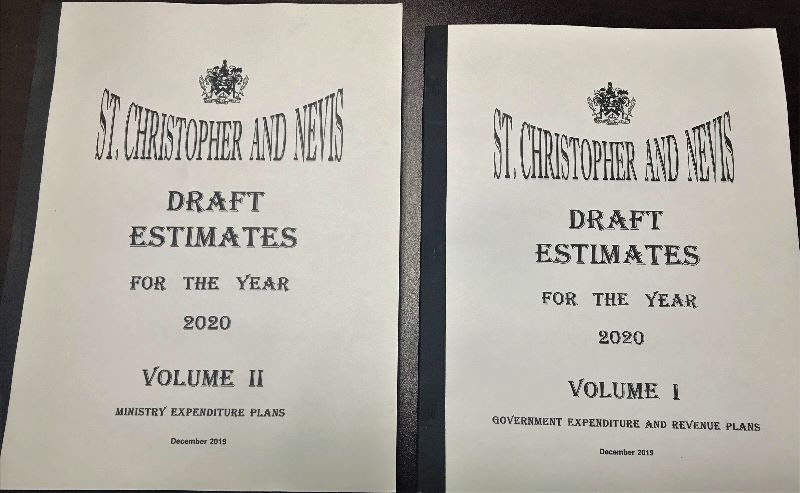 ST. CHRISTOPHER AND NEVIS
DRAFT
ESTIMATES
FOR THE YEAR
2020
VOLUME II
MINISTRY EXPENDITURE PLANS
December 2019
ST. CHRISTOPHER AND NEVIS
DRAFT
ESTIMATES
FOR THE YEAR
2020
VOLUME I
GOVERNMENT EXPENDITURE AND REVENUE PLANS
December 2019